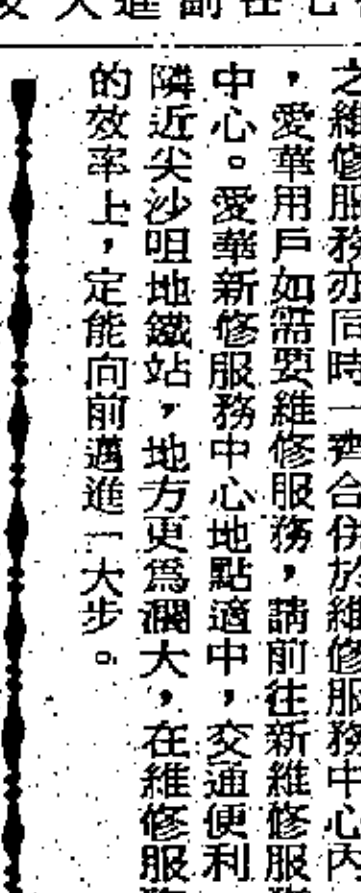 之維修服務亦同時一齊合併於維修服務中心內
，愛華用戶如需要維修服務，請前往新維修服
中心。愛華新修服務中心地點適中，交通便利
隣近尖沙咀地鐵站，地方更爲濶大，在維修服
的效率上，定能向前邁進一大步。